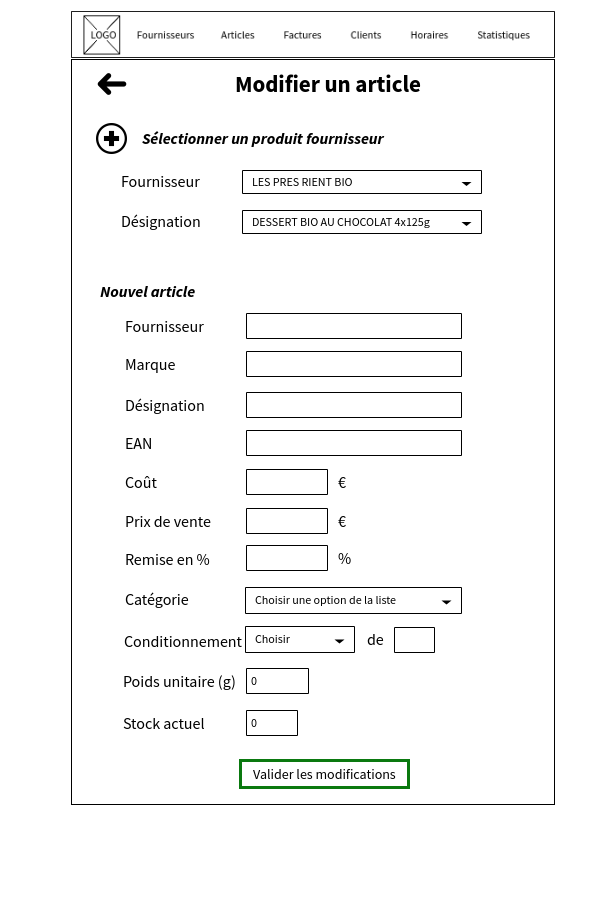 LOGO Fournisseurs Articles Factures Clients Horaires Statistiques
Modifier un article
Sélectionner un produit fournisseur
Fournisseur LES PRES RIENT BIO
Désignation DESSERT BIO AU CHOCOLAT 4x125g
Nouvel article
Fournisseur
Marque
Désignation
EAN
Coût €
Prix de vente €
Remise en % %
Catégorie Choisir une option de la liste
Conditionnement Choisir de
Poids unitaire (g) 0
Stock actuel 0
Valider les modifications